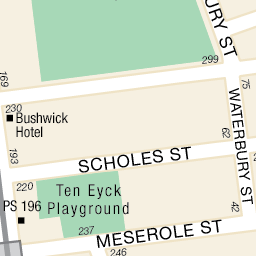 URY ST
299
169
75
230
Bushwick
Hotel
WATERBURY ST
62
193
SCHOLES ST
220
Ten Eyck
Playground
PS 196
42
237
MESEROLE ST
246